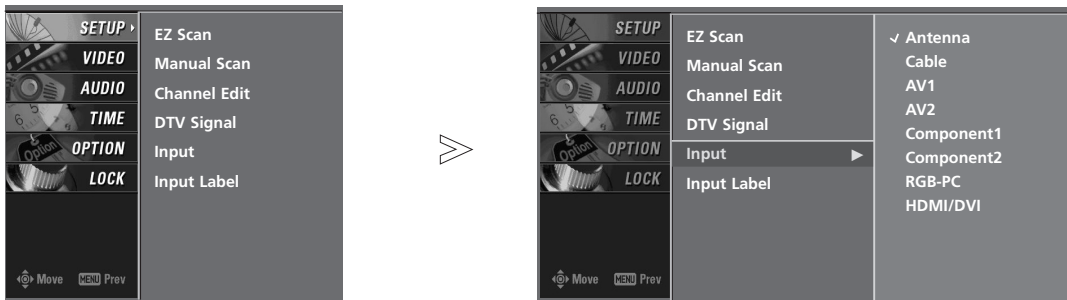 SETUP
VIDEO
AUDIO
TIME
OPTION
LOCK
EZ Scan
Manual Scan
Channel Edit
DTV Signal
Input
Input Label
Move MENU Prev
SETUP
VIDEO
AUDIO
TIME
OPTION
LOCK
EZ Scan
Manual Scan
Channel Edit
DTV Signal
Input
Input Label
Antenna
Cable
AV1
AV2
Component1
Component2
RGB-PC
HDMI/DVI
Move MENU Prev